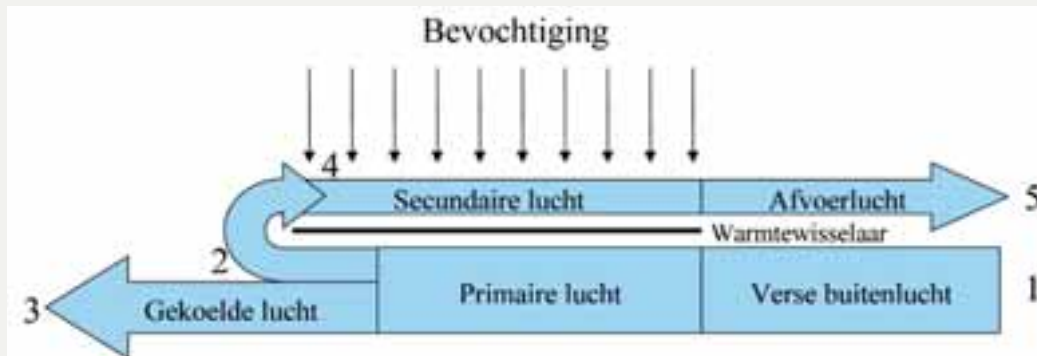 Bevochtiging
4
Secundaire lucht
Afvoerlucht
5
Warmtewisselaar
2
Primaire lucht
Verse buitenlucht
1
3
Gekoelde lucht